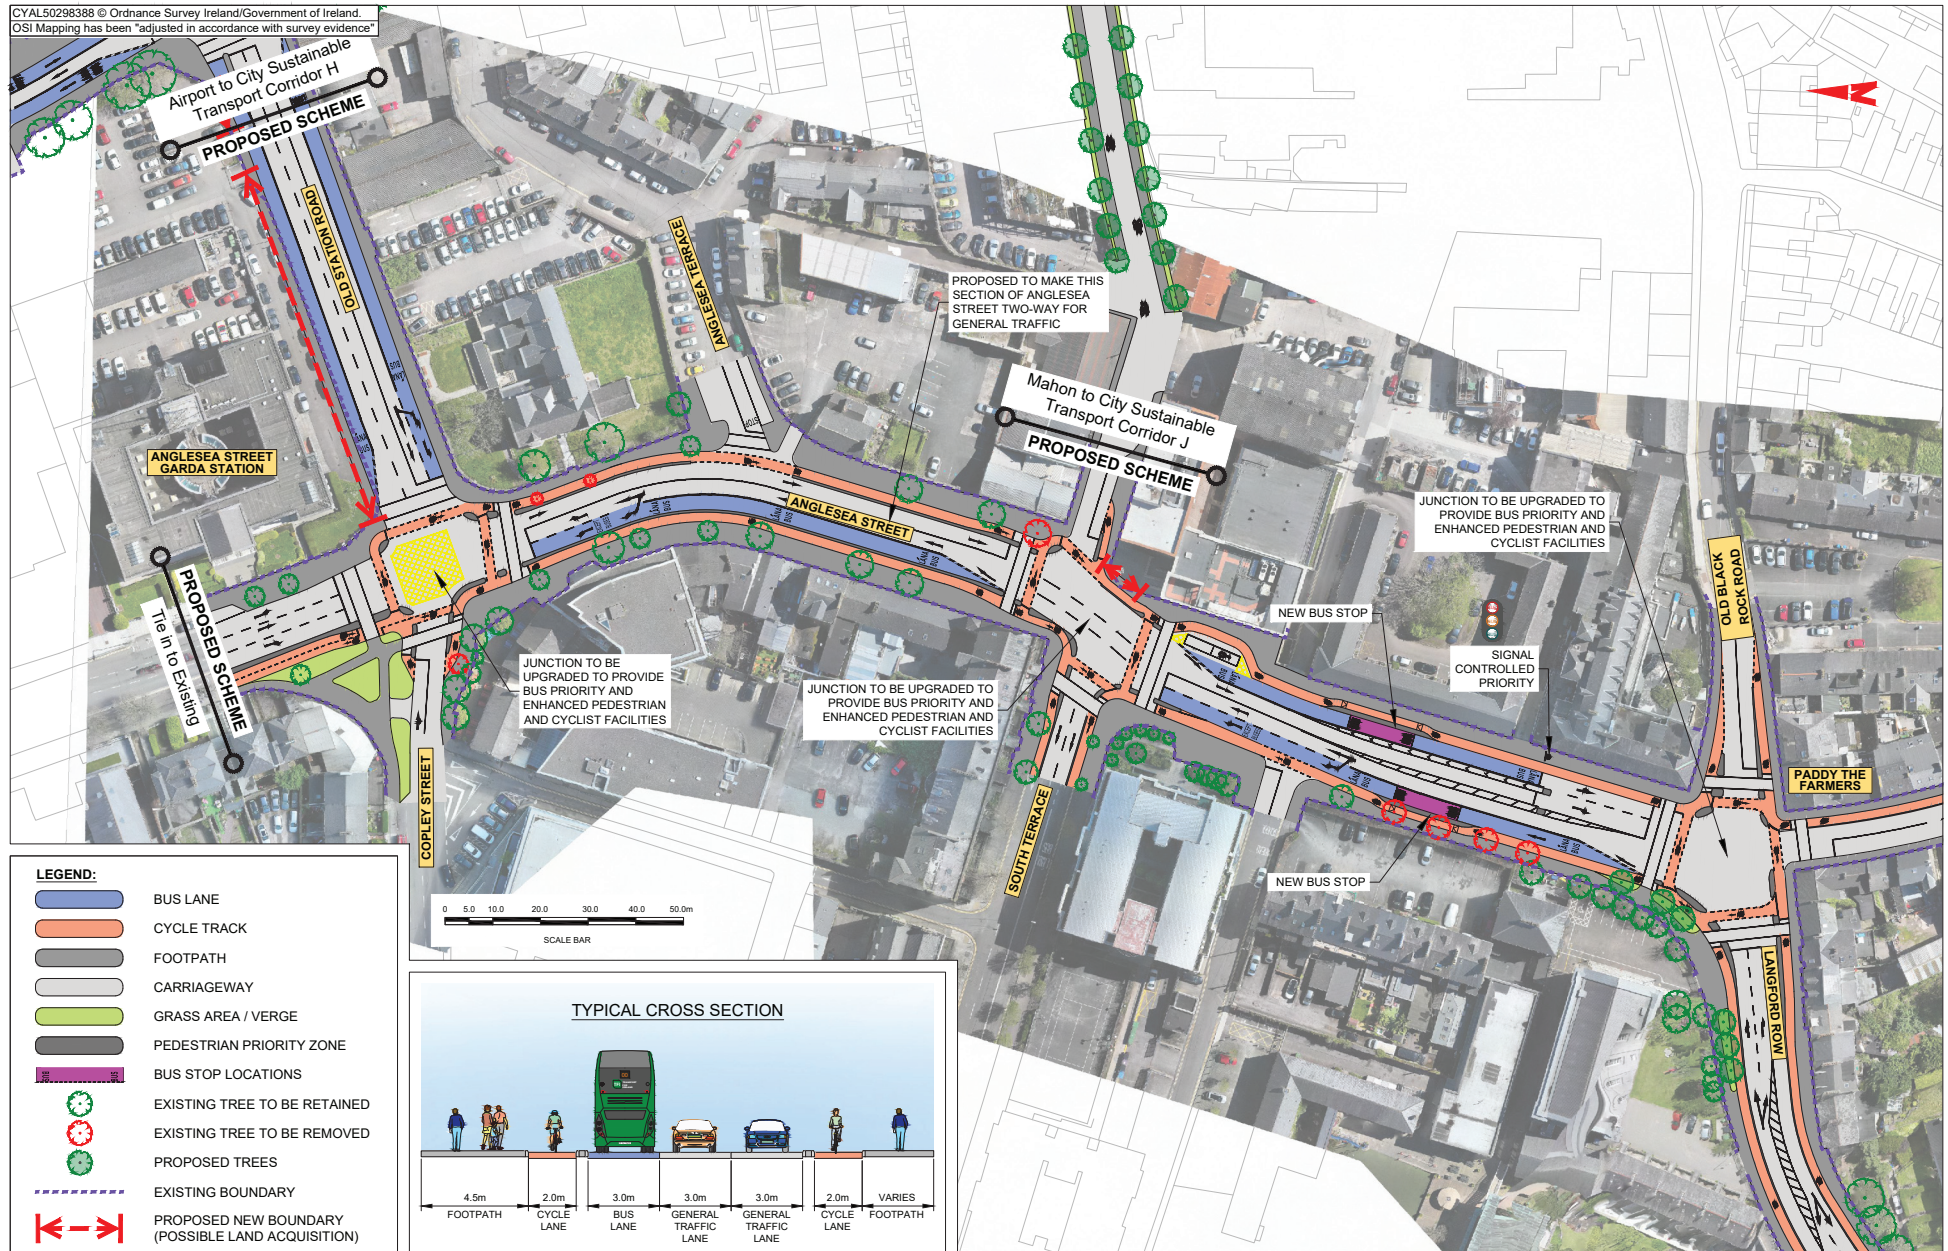 CYAL50298388 © Ordnance Survey Ireland/Government of Ireland.
OSI Mapping has been "adjusted in accordance with survey evidence"
Airport to City Sustainable
Transport Corridor H
PROPOSED SCHEME
OLD STATION ROAD
ANGLESEA TERRACE
PROPOSED TO MAKE THIS
SECTION OF ANGLESEA
STREET TWO-WAY FOR
GENERAL TRAFFIC
Mahon to City Sustainable
Transport Corridor J
PROPOSED SCHEME
N
ANGLESEA STREET
GARDA STATION
ANGLESEA STREET
STOP
LÁNA
BUS
JUNCTION TO BE UPGRADED TO
PROVIDE BUS PRIORITY AND
ENHANCED PEDESTRIAN AND
CYCLIST FACILITIES
OLD BLACK
ROCK ROAD
PROPOSED SCHEME
Tie in to Existing
NEW BUS STOP
SIGNAL
CONTROLLED
PRIORITY
JUNCTION TO BE
UPGRADED TO PROVIDE
BUS PRIORITY AND
ENHANCED PEDESTRIAN
AND CYCLIST FACILITIES
JUNCTION TO BE UPGRADED TO
PROVIDE BUS PRIORITY AND
ENHANCED PEDESTRIAN AND
CYCLIST FACILITIES
PADDY THE
FARMERS
COPLEY STREET
SOUTH TERRACE
NEW BUS STOP
LANGFORD ROW
LEGEND:
BUS LANE
CYCLE TRACK
FOOTPATH
CARRIAGEWAY
GRASS AREA / VERGE
PEDESTRIAN PRIORITY ZONE
BUS STOP LOCATIONS
EXISTING TREE TO BE RETAINED
EXISTING TREE TO BE REMOVED
PROPOSED TREES
EXISTING BOUNDARY
PROPOSED NEW BOUNDARY
(POSSIBLE LAND ACQUISITION)
0 5.0 10.0 20.0 30.0 40.0 50.0m
SCALE BAR
TYPICAL CROSS SECTION
4.5m 2.0m 3.0m 3.0m 3.0m 2.0m VARIES
FOOTPATH CYCLE BUS GENERAL GENERAL CYCLE FOOTPATH
LANE LANE TRAFFIC TRAFFIC LANE
LANE LANE